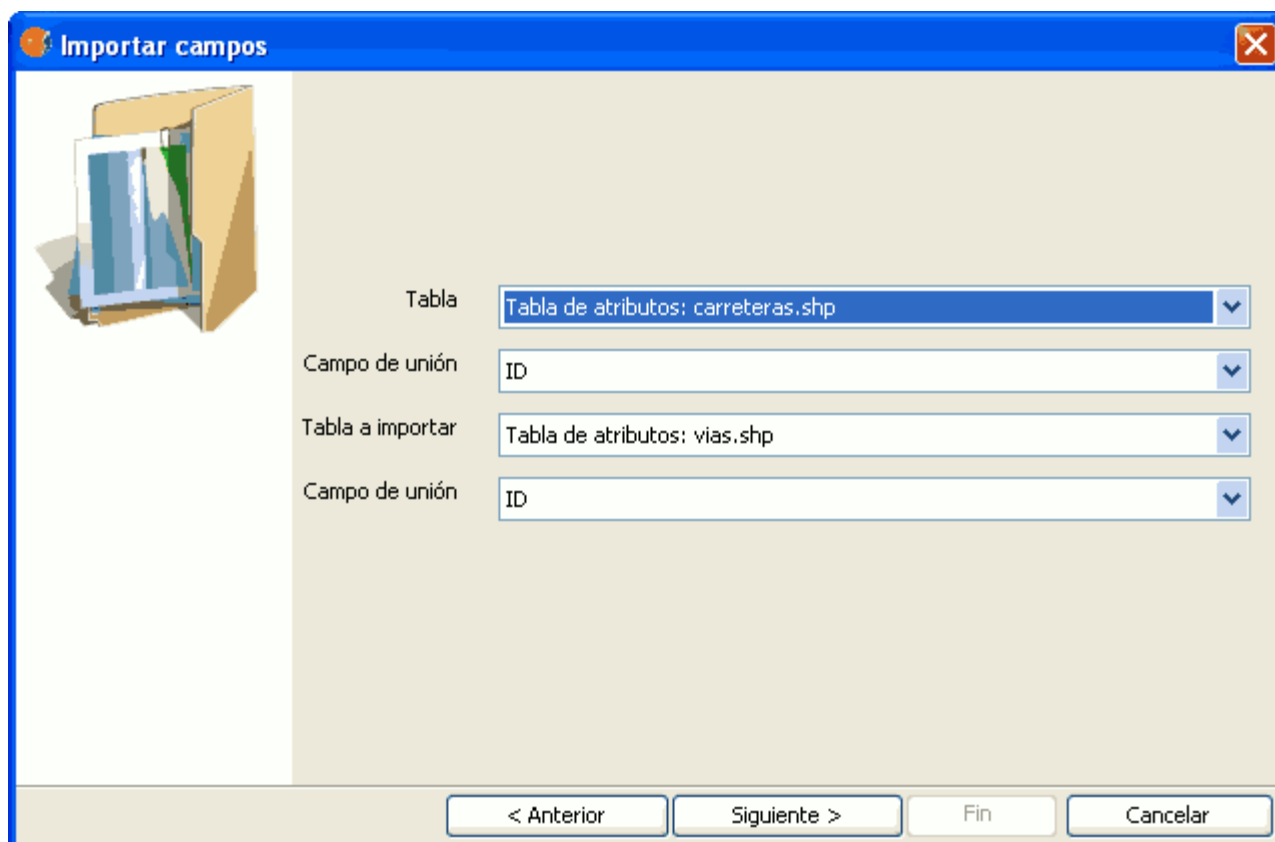 Importar campos
Tabla
Tabla de atributos: carreteras.shp
Campo de unión
ID
Tabla a importar
Tabla de atributos: vias.shp
Campo de unión
ID
< Anterior
Siguiente >
Fin
Cancelar